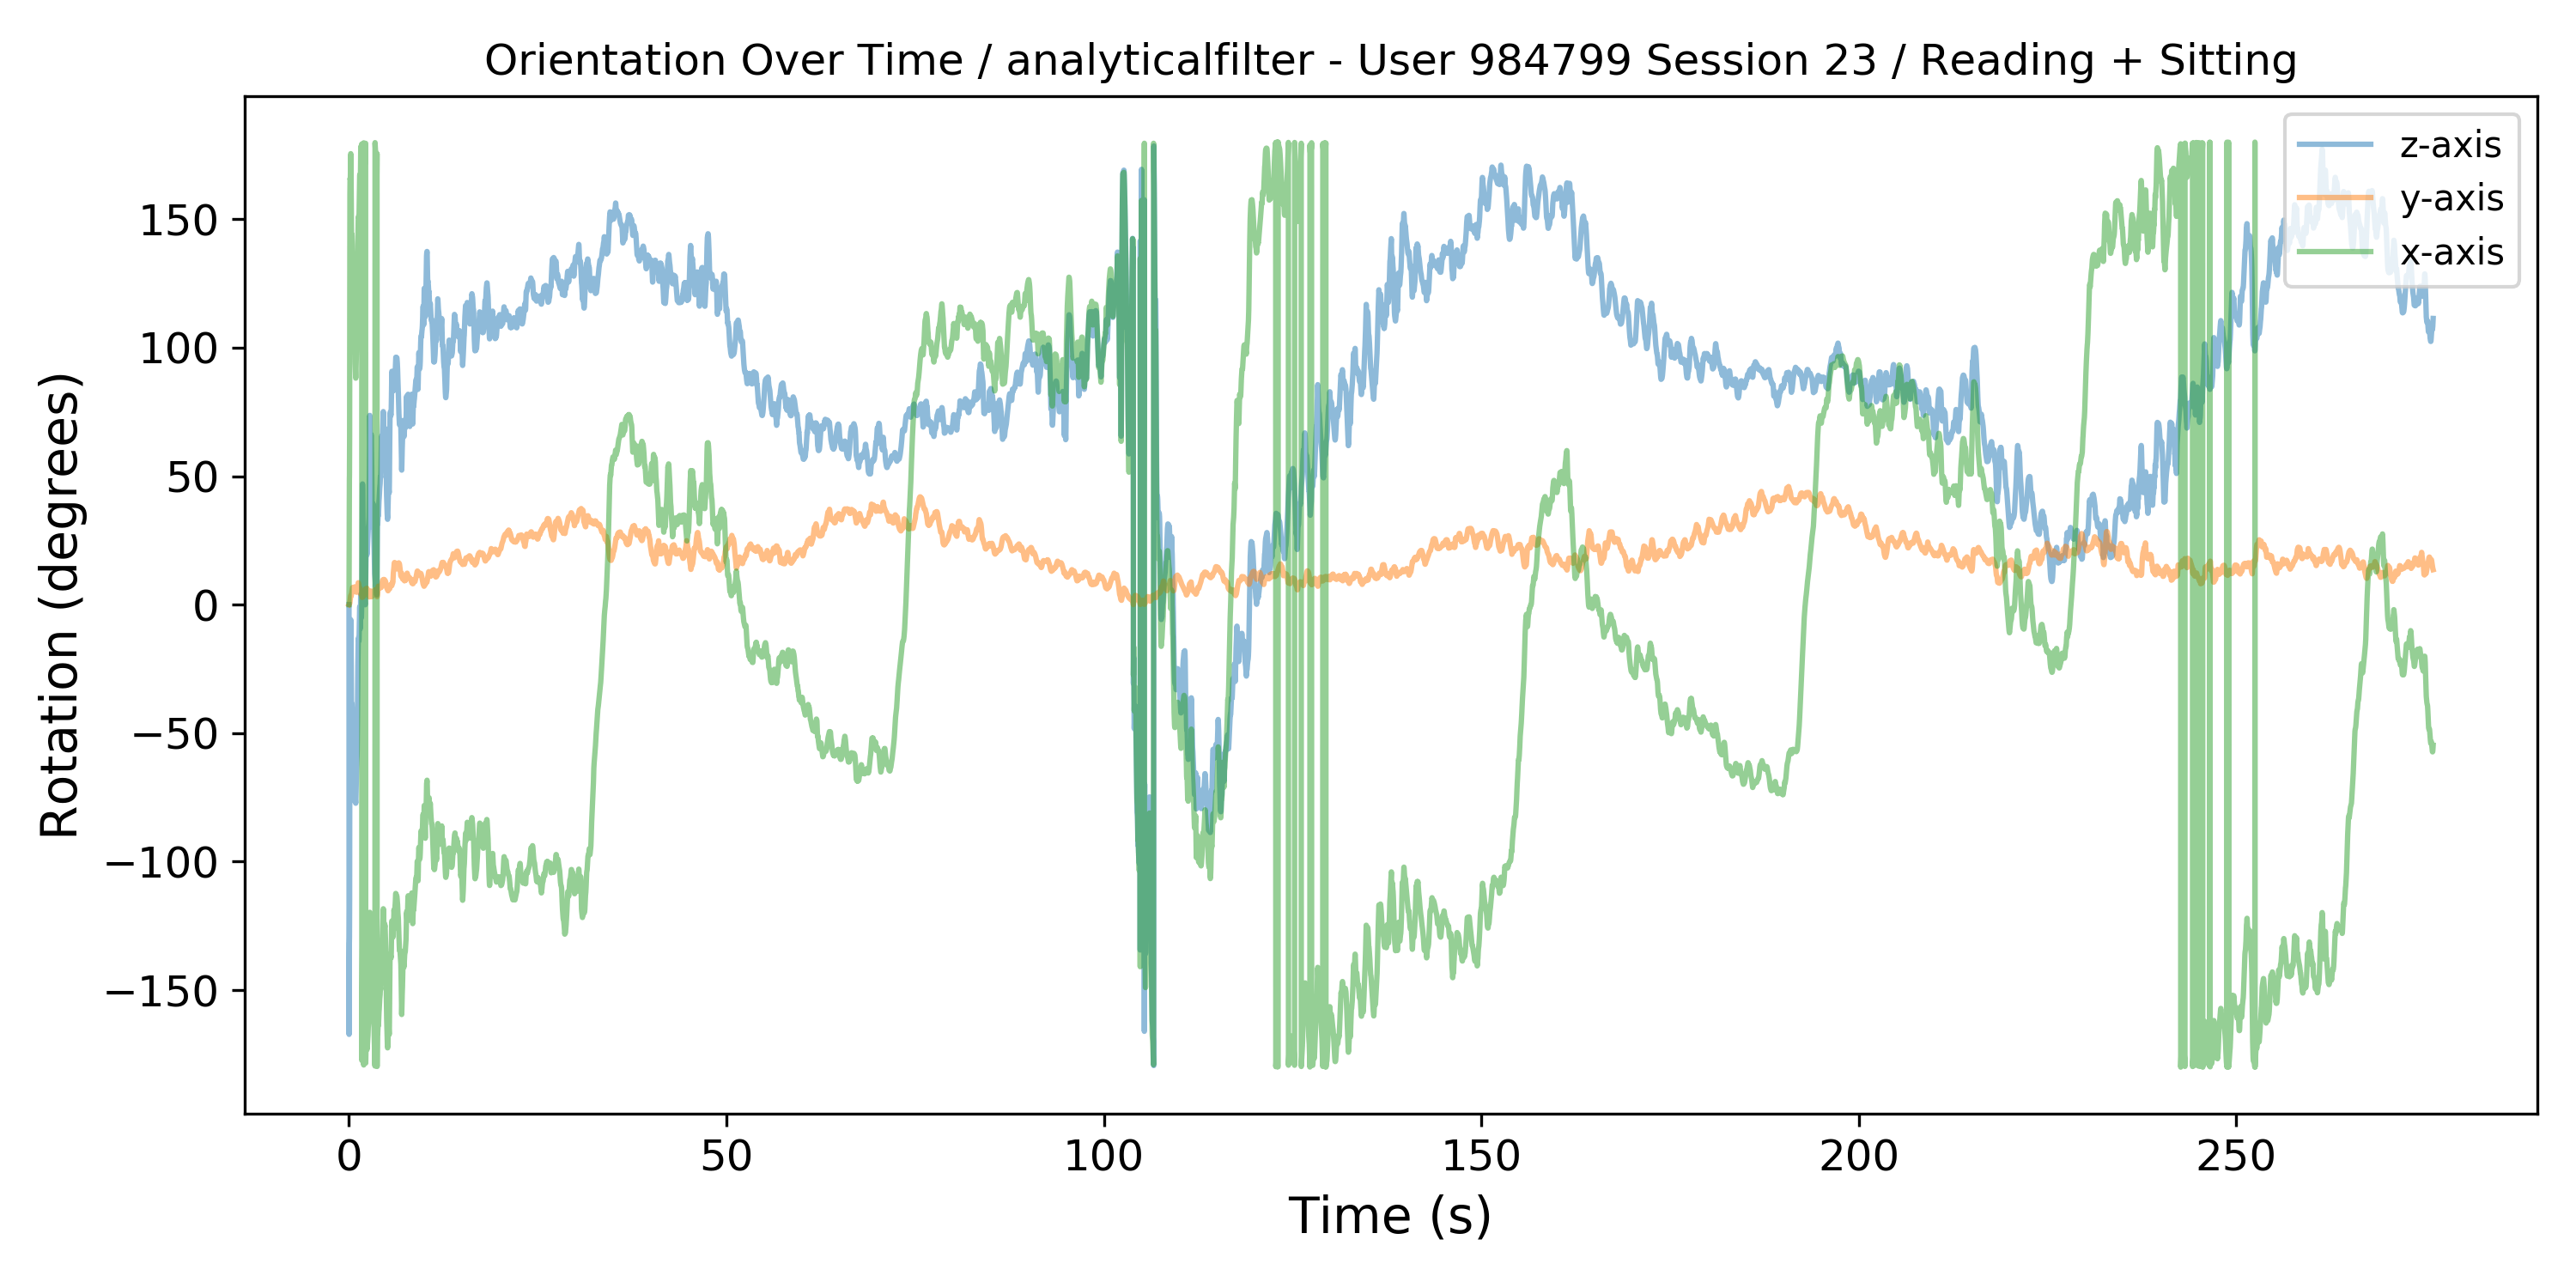 Orientation Over Time / analyticalfilter - User 984799 Session 23 / Reading + Sitting
z-axis
y-axis
x-axis
Rotation (degrees)
150
100
50
0
−50
−100
−150
0 50 100 150 200 250
Time (s)